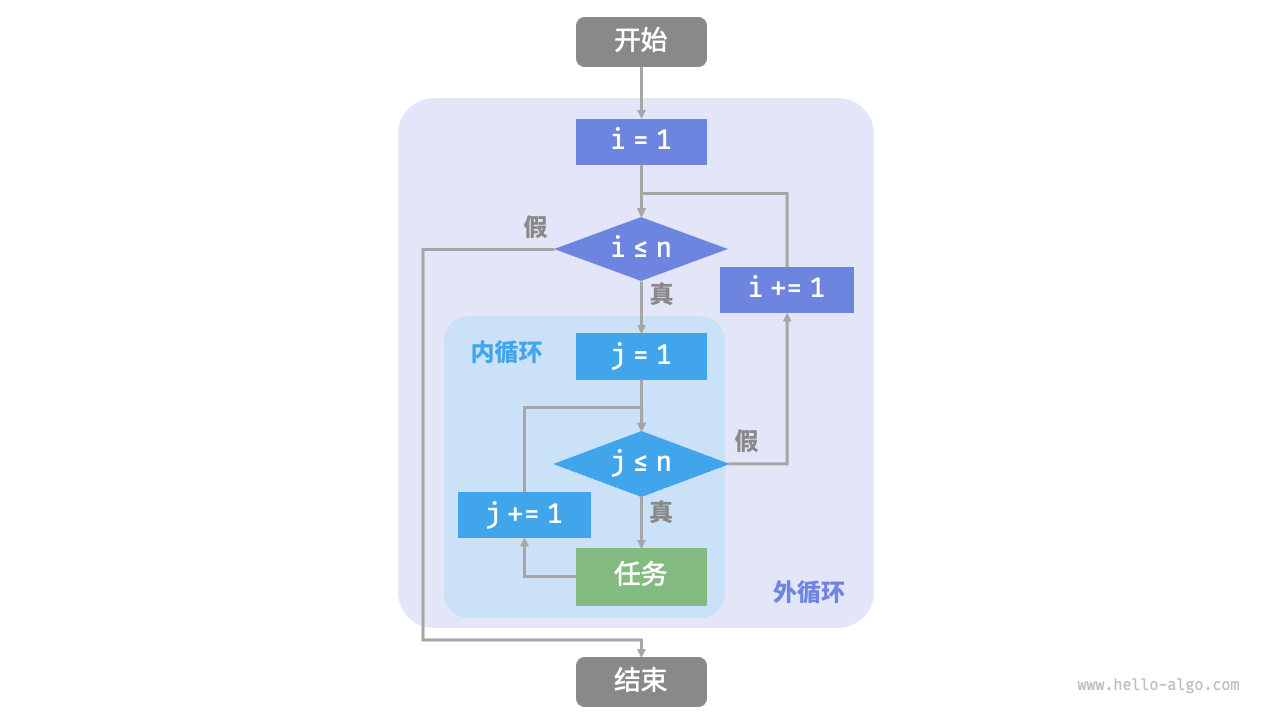 开始
i = 1
假
i ≤ n
真
i += 1
内循环
j = 1
假
j ≤ n
真
j += 1
任务
外循环
结束
www.hello-algo.com